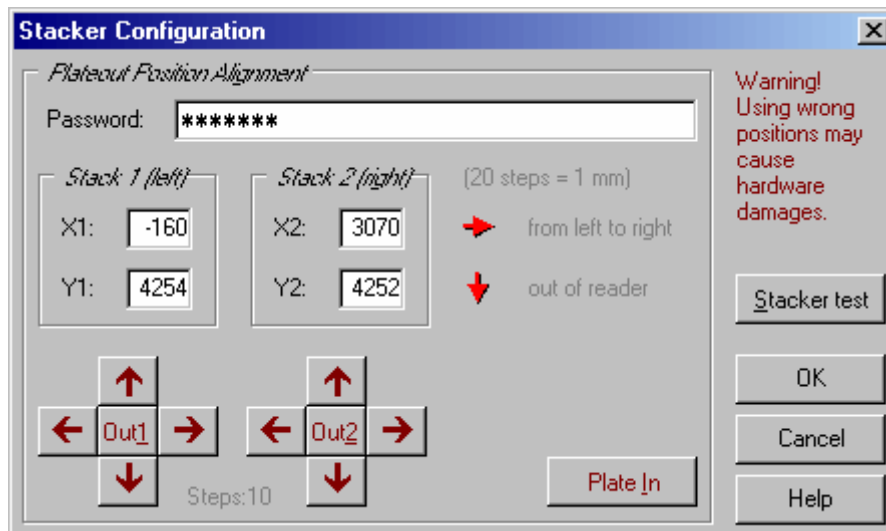 Stacker Configuration
Plateout Position Alignment
Password: *******
Stack 1 (left)
X1: -160
Y1: 4254
Stack 2 (right)
X2: 3070
Y2: 4252
(20 steps = 1 mm)
from left to right
out of reader
Out1
Out2
Steps:10
Plate In
Warning!
Using wrong
positions may
cause
hardware
damages.
Stacker test
OK
Cancel
Help